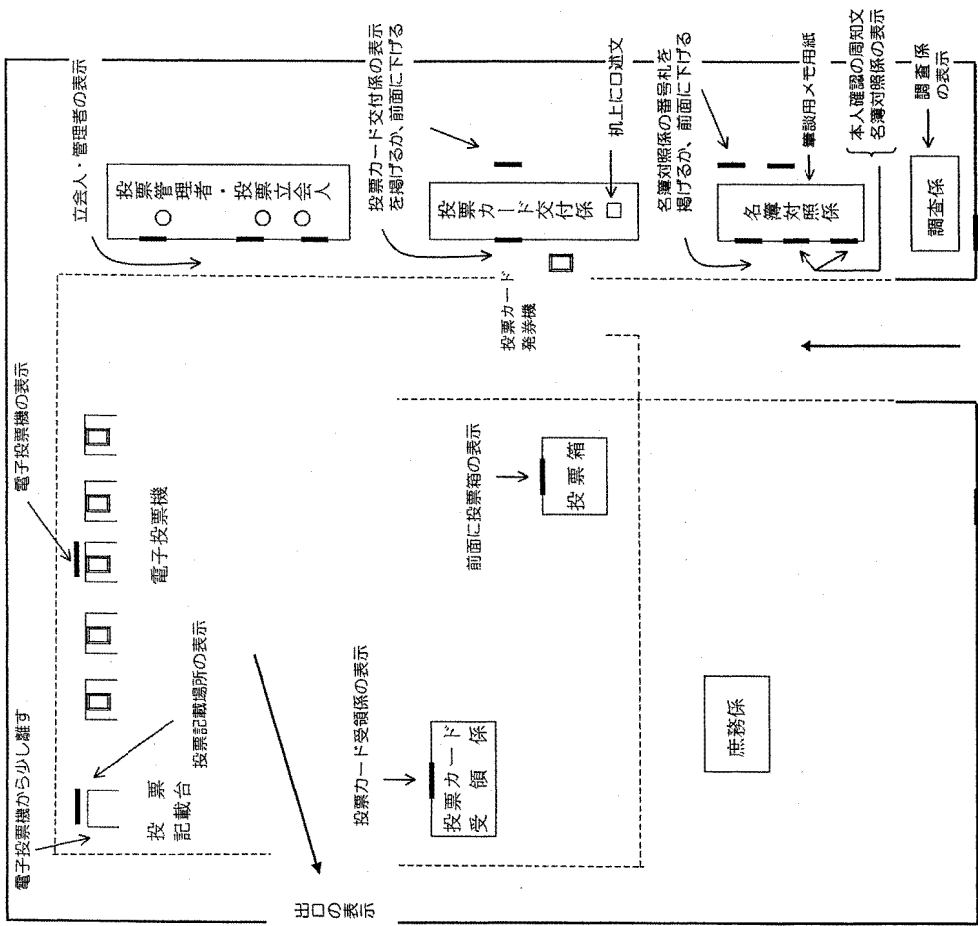 立会人・管理者の表示
投票管理者・投票立会人
投票カード交付係の表示
を掲げるか、前面に下げる
投票カード交付係
机上に口述文
名簿対照係の番号札を
掲げるか、前面に下げる
名簿対照係
筆談用メモ用紙
本人確認の周知文
名簿対照係の表示
調査係
の表示
調査係
投票カード
発券機
電子投票機の表示
電子投票機
電子投票機から少し離す
投票記載場所の表示
投票
記載台
前面に投票箱の表示
投票箱
投票カード受領係の表示
投票カード
受領係
庶務係
出口の表示